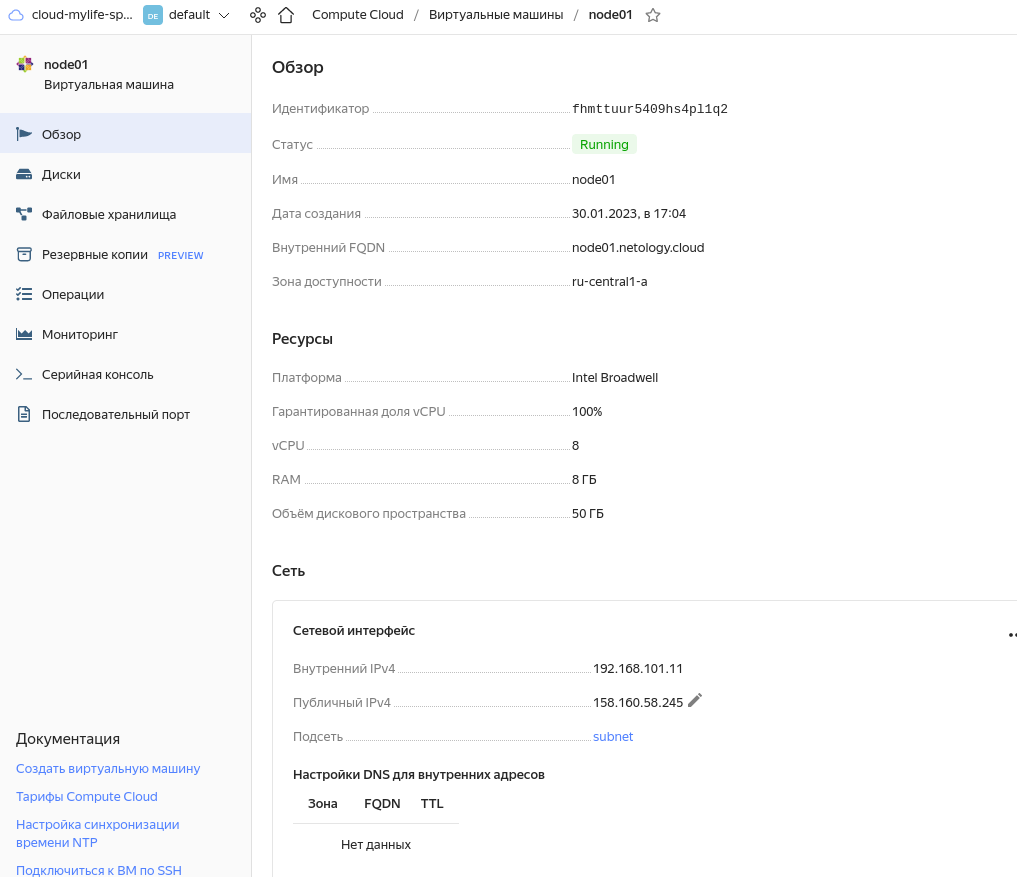 cloud-mylife-sp... DE default Compute Cloud / Виртуальные машины / node01
node01
Виртуальная машина
Обзор
Диски
Файловые хранилища
Резервные копии PREVIEW
Операции
Мониторинг
Серийная консоль
Последовательный порт
Документация
Создать виртуальную машину
Тарифы Compute Cloud
Настройка синхронизации
времени NTP
Подключиться к ВМ по SSH
Обзор
Идентификатор fhmttuur5409hs4pl1q2
Статус Running
Имя node01
Дата создания 30.01.2023, в 17:04
Внутренний FQDN node01.netology.cloud
Зона доступности ru-central1-a
Ресурсы
Платформа Intel Broadwell
Гарантированная доля vCPU 100%
vCPU 8
RAM 8 ГБ
Объём дискового пространства 50 ГБ
Сеть
Сетевой интерфейс
Внутренний IPv4 192.168.101.11
Публичный IPv4 158.160.58.245
Подсеть subnet
Настройки DNS для внутренних адресов
Зона FQDN TTL
Нет данных